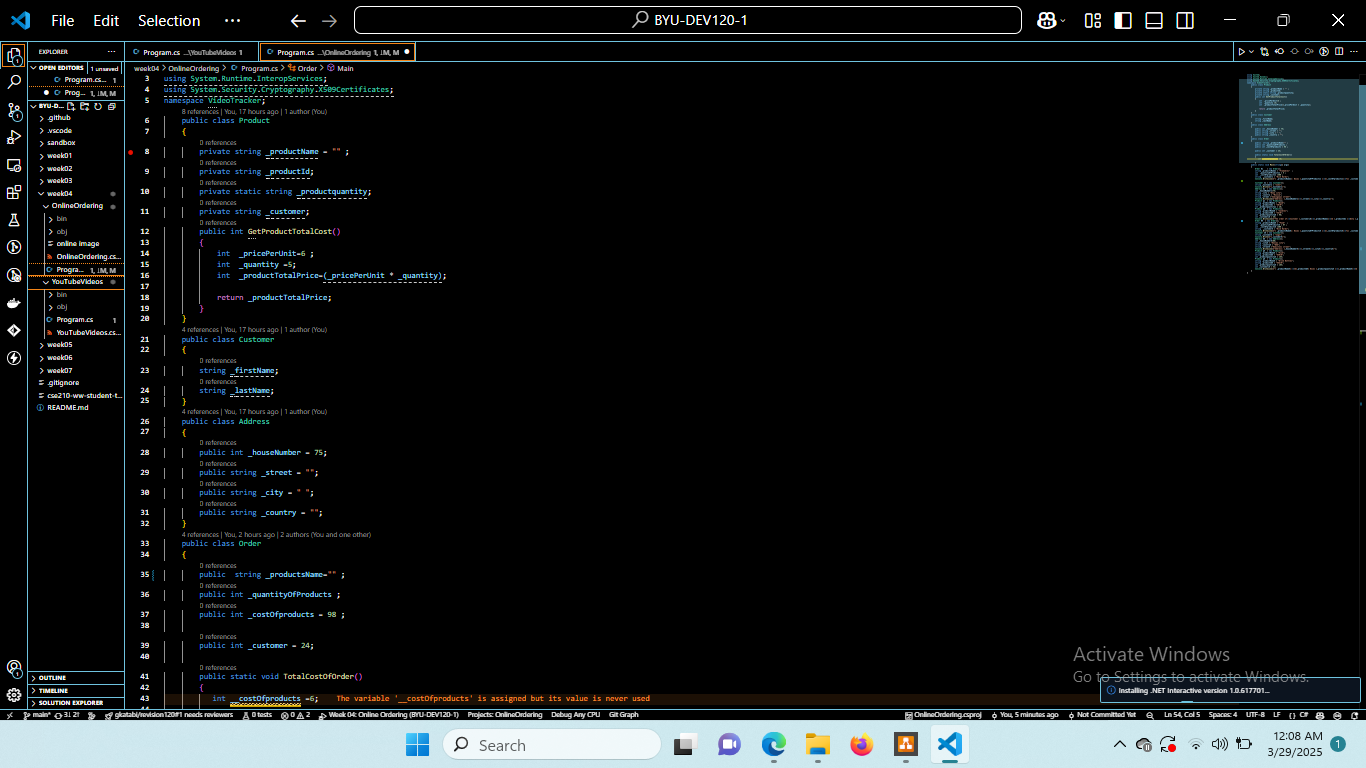 File Edit Selection ··· BYU-DEV120-1
EXPLORER ···
OPEN EDITORS 1 unsaved
Program.cs... 1
Prog... 1, M
BYU-D...
.github
.vscode
sandbox
week01
week02
week03
week04
OnlineOrdering
bin
obj
online image
OnlineOrdering.cs...
Progra... 1, M
YouTubeVideos
bin
obj
Program.cs 1
YouTubeVideos.cs...
week05
week06
week07
.gitignore
cse210-ww-student-t...
README.md
OUTLINE
TIMELINE
SOLUTION EXPLORER
Program.cs ...\YouTubeVideos 1
Program.cs ...\OnlineOrdering 1, M
week04 > OnlineOrdering > Program.cs > Order > Main
3 using System.Runtime.InteropServices;
4 using System.Security.Cryptography.X509Certificates;
5 namespace VideoTracker;
8 references | You, 17 hours ago | 1 author (You)
6 public class Product
7 {
0 references
8 private string _productName = "" ;
0 references
9 private string _productId;
0 references
10 private static string _productquantity;
0 references
11 private string _customer;
0 references
12 public int GetProductTotalCost()
13 {
14 int _pricePerUnit=6 ;
15 int _quantity =5;
16 int _productTotalPrice=(_pricePerUnit * _quantity);
17
18 return _productTotalPrice;
19 }
20 }
4 references | You, 17 hours ago | 1 author (You)
21 public class Customer
22 {
0 references
23 string _firstName;
0 references
24 string _lastName;
25 }
4 references | You, 17 hours ago | 1 author (You)
26 public class Address
27 {
0 references
28 public int _houseNumber = 75;
0 references
29 public string _street = "";
0 references
30 public string _city = " ";
0 references
31 public string _country = "";
32 }
4 references | You, 2 hours ago | 2 authors (You and one other)
33 public class Order
34 {
0 references
35 public string _productsName="" ;
0 references
36 public int _quantityOfProducts ;
0 references
37 public int _costOfproducts = 98 ;
38
0 references
39 public int _customer = 24;
40
0 references
41 public static void TotalCostOfOrder()
42 {
43 int __costOfproducts =6; The variable '__costOfproducts' is assigned but its value is never used
Activate Windows
Go to Settings to activate Windows.
Installing .NET Interactive version 1.0.617701...
main* 3↓ 2↑ gkatabi/revision120#1 needs reviewers 0 tests 0 2 Week 04: Online Ordering (BYU-DEV120-1) Projects: OnlineOrdering Debug Any CPU Git Graph OnlineOrdering.csproj You, 5 minutes ago Not Committed Yet Ln 54, Col 5 Spaces: 4 UTF-8 LF {} C#
Search
12:08 AM
3/29/2025
1